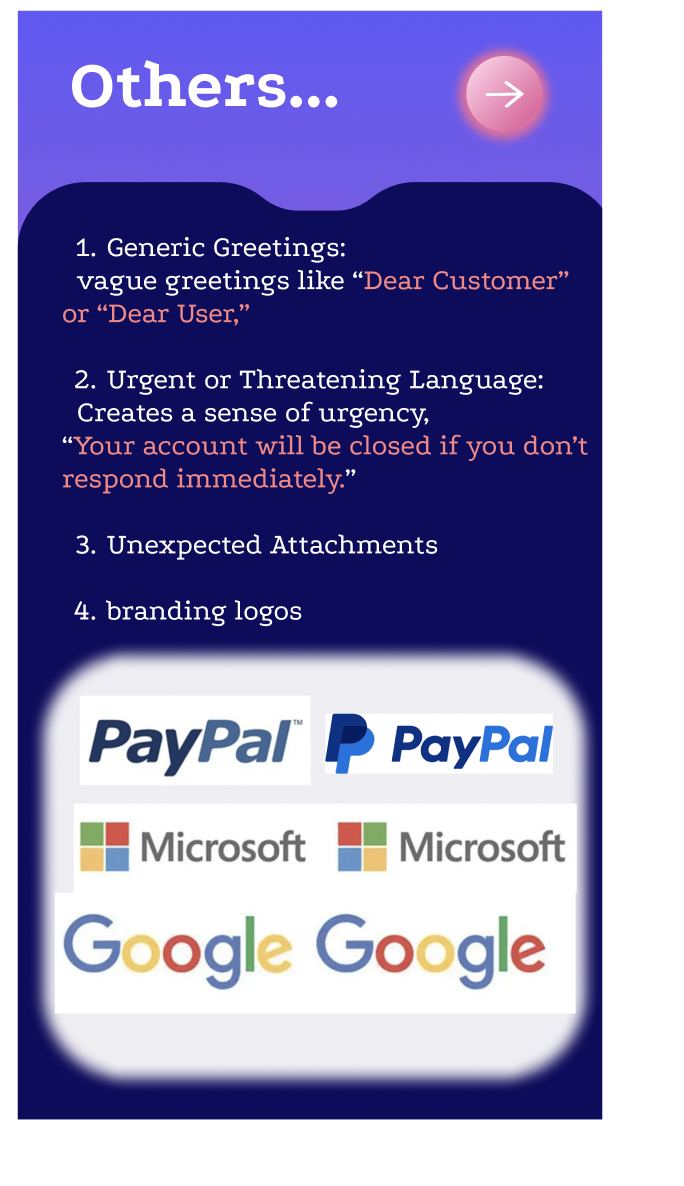 Others...
1. Generic Greetings:
vague greetings like “Dear Customer”
or “Dear User,”
2. Urgent or Threatening Language:
Creates a sense of urgency,
“Your account will be closed if you don’t
respond immediately.”
3. Unexpected Attachments
4. branding logos
PayPal™ PayPal
Microsoft Microsoft
Google Google